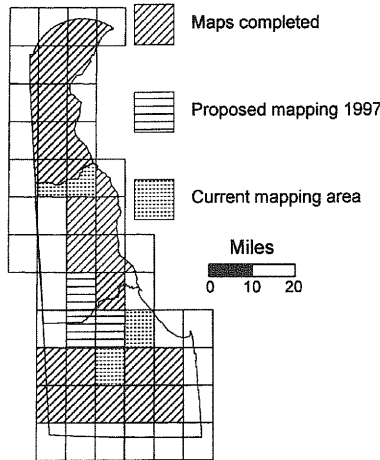 Maps completed
Proposed mapping 1997
Current mapping area
Miles
0 10 20